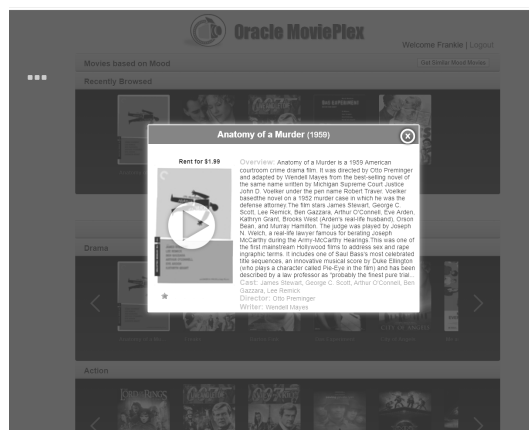 Oracle MoviePlex
Welcome Frankie | Logout
Movies based on Mood
Get Similar Mood Movies
Recently Browsed
Anatomy of a Murder (1959)
Rent for $1.99
Overview: Anatomy of a Murder is a 1959 American
courtroom crime drama film. It was directed by Otto Preminger
and adapted by Wendell Mayes from the best-selling novel of
the same name written by Michigan Supreme Court Justice
John D. Voelker under the pen name Robert Traver. Voelker
basedthe novel on a 1952 murder case in which he was the
defense attorney.The film stars James Stewart, George C.
Scott, Lee Remick, Ben Gazzara, Arthur O'Connell, Eve Arden,
Kathryn Grant, Brooks West (Arden's real-life husband), Orson
Bean, and Murray Hamilton. The judge was played by Joseph
N. Welch, a real-life lawyer famous for berating Joseph
McCarthy during the Army-McCarthy Hearings.This was one of
the first mainstream Hollywood films to address sex and rape
ingraphic terms. It includes one of Saul Bass's most celebrated
title sequences, an innovative musical score by Duke Ellington
(who plays a character called Pie-Eye in the film) and has been
described by a law professor as "probably the finest pure trial...
Cast: James Stewart, George C. Scott, Arthur O'Connell, Ben
Gazzara, Lee Remick
Director: Otto Preminger
Writer: Wendell Mayes
Drama
Action